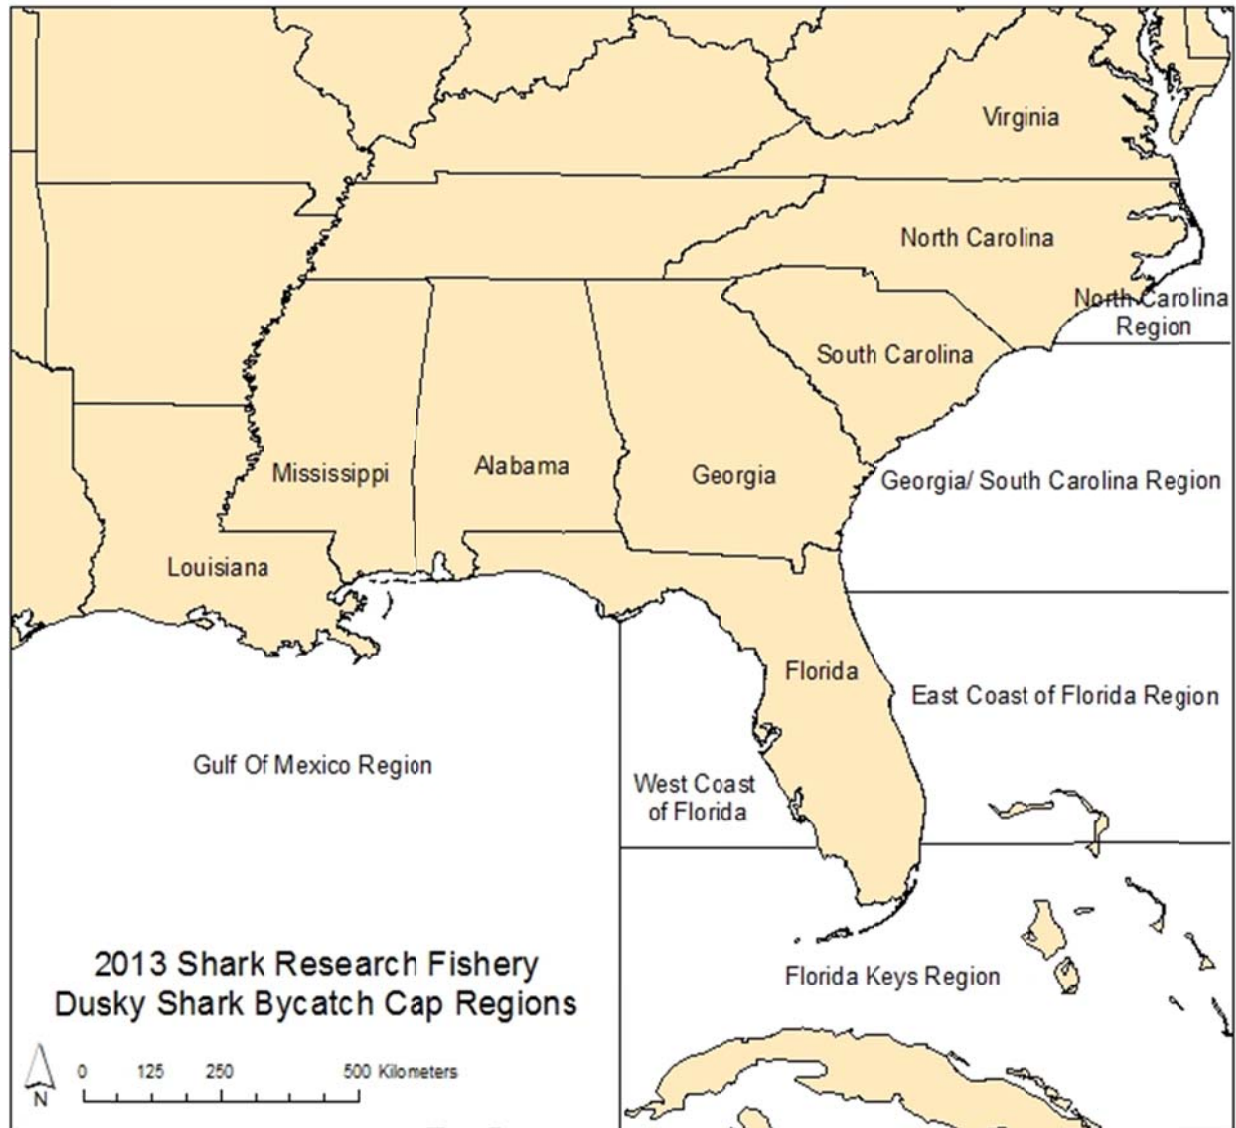 Virginia
North Carolina
North Carolina
Region
South Carolina
Mississippi
Alabama
Georgia
Georgia/ South Carolina Region
Louisiana
Florida
East Coast of Florida Region
Gulf Of Mexico Region
West Coast
of Florida
Florida Keys Region
2013 Shark Research Fishery
Dusky Shark Bycatch Cap Regions
N
0 125 250 500 Kilometers